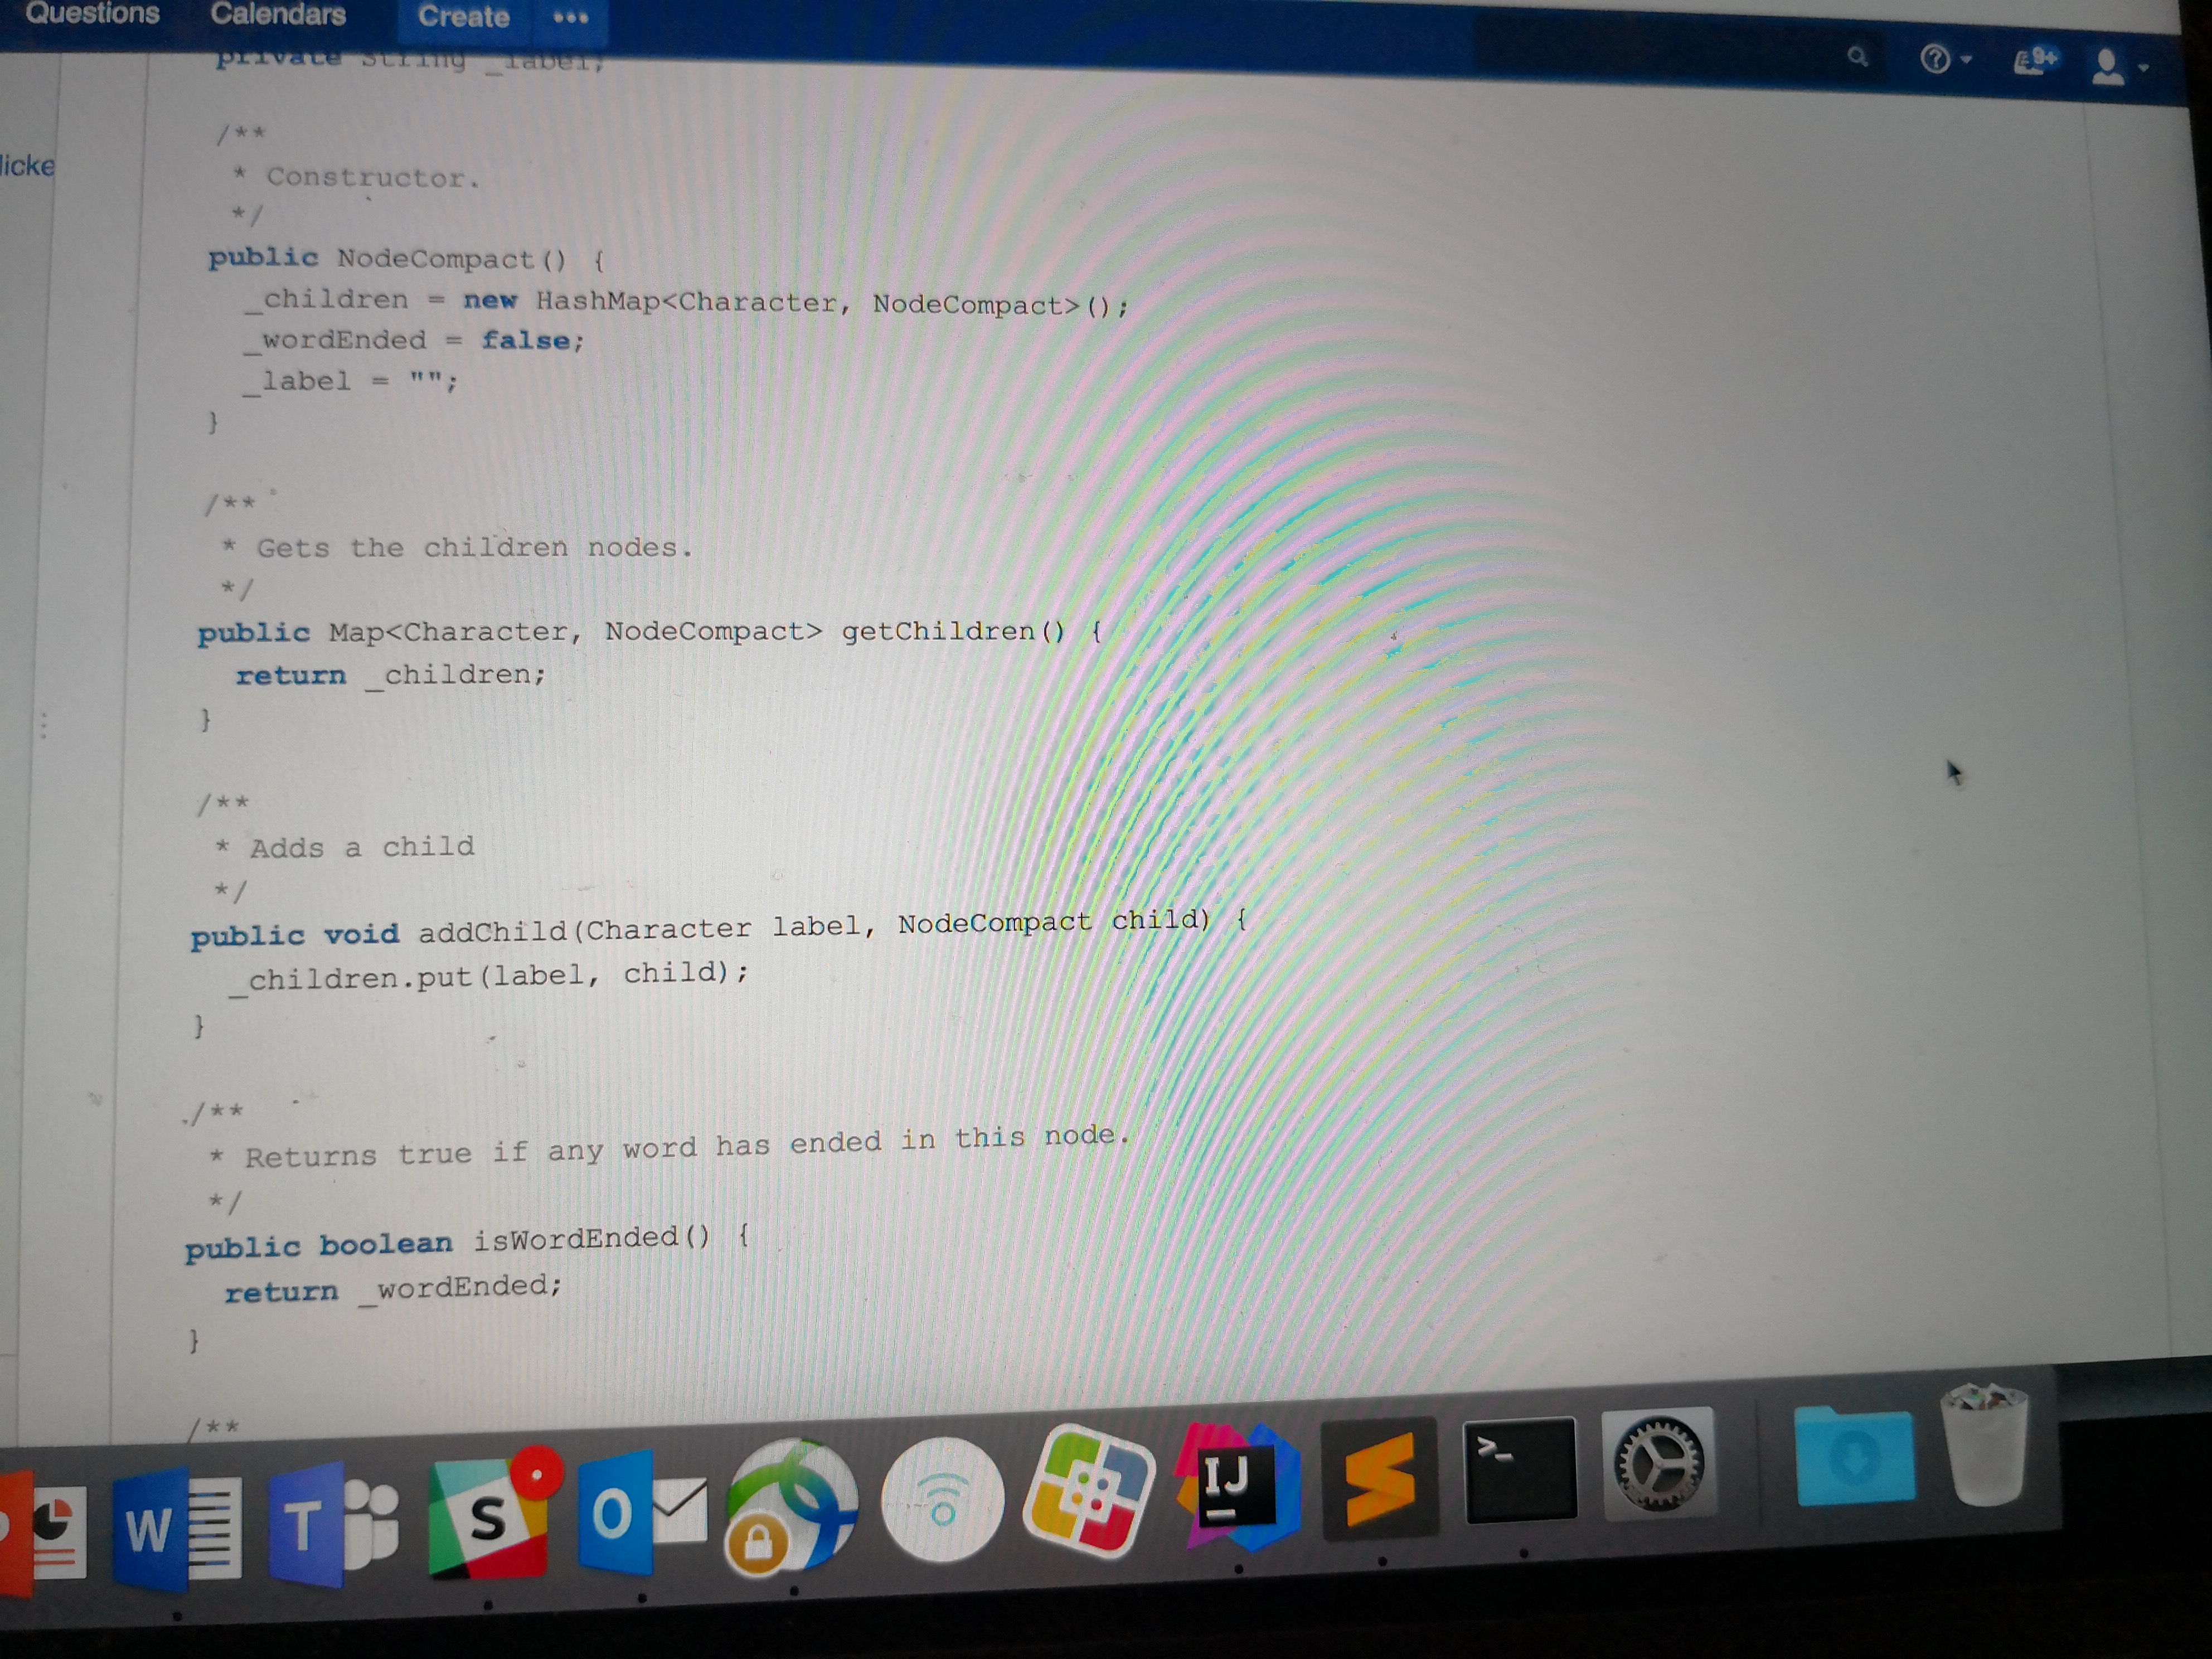 Questions Calendars Create •••
private String _label;
9+
licke
/**
* Constructor.
*/
public NodeCompact() {
_children = new HashMap<Character, NodeCompact>();
_wordEnded = false;
_label = "";
}
/**
* Gets the children nodes.
*/
public Map<Character, NodeCompact> getChildren() {
return _children;
}
/**
* Adds a child
*/
public void addChild(Character label, NodeCompact child) {
_children.put(label, child);
}
/**
* Returns true if any word has ended in this node.
*/
public boolean isWordEnded() {
return _wordEnded;
}
/**
W T S O IJ >_